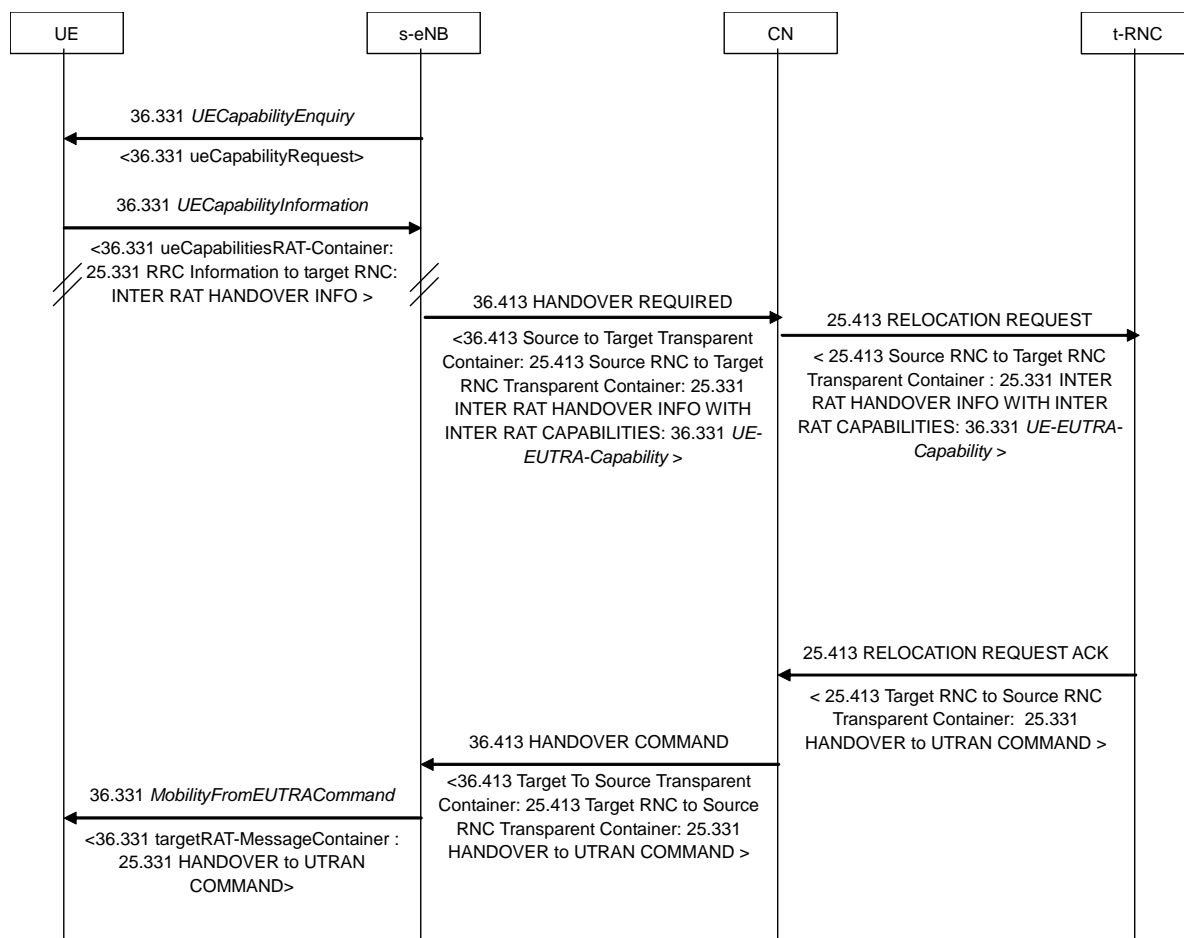 UE
s-eNB
CN
t-RNC
36.331 UECapabilityEnquiry
<36.331 ueCapabilityRequest>
36.331 UECapabilityInformation
<36.331 ueCapabilitiesRAT-Container:
25.331 RRC Information to target RNC:
INTER RAT HANDOVER INFO >
36.413 HANDOVER REQUIRED
<36.413 Source to Target Transparent
Container: 25.413 Source RNC to Target
RNC Transparent Container: 25.331
INTER RAT HANDOVER INFO WITH
INTER RAT CAPABILITIES: 36.331 UE-
EUTRA-Capability >
25.413 RELOCATION REQUEST
< 25.413 Source RNC to Target RNC
Transparent Container : 25.331 INTER
RAT HANDOVER INFO WITH INTER
RAT CAPABILITIES: 36.331 UE-EUTRA-
Capability >
25.413 RELOCATION REQUEST ACK
< 25.413 Target RNC to Source RNC
Transparent Container: 25.331
HANDOVER to UTRAN COMMAND >
36.413 HANDOVER COMMAND
<36.413 Target To Source Transparent
Container: 25.413 Target RNC to Source
RNC Transparent Container: 25.331
HANDOVER to UTRAN COMMAND >
36.331 MobilityFromEUTRACommand
<36.331 targetRAT-MessageContainer :
25.331 HANDOVER to UTRAN
COMMAND>